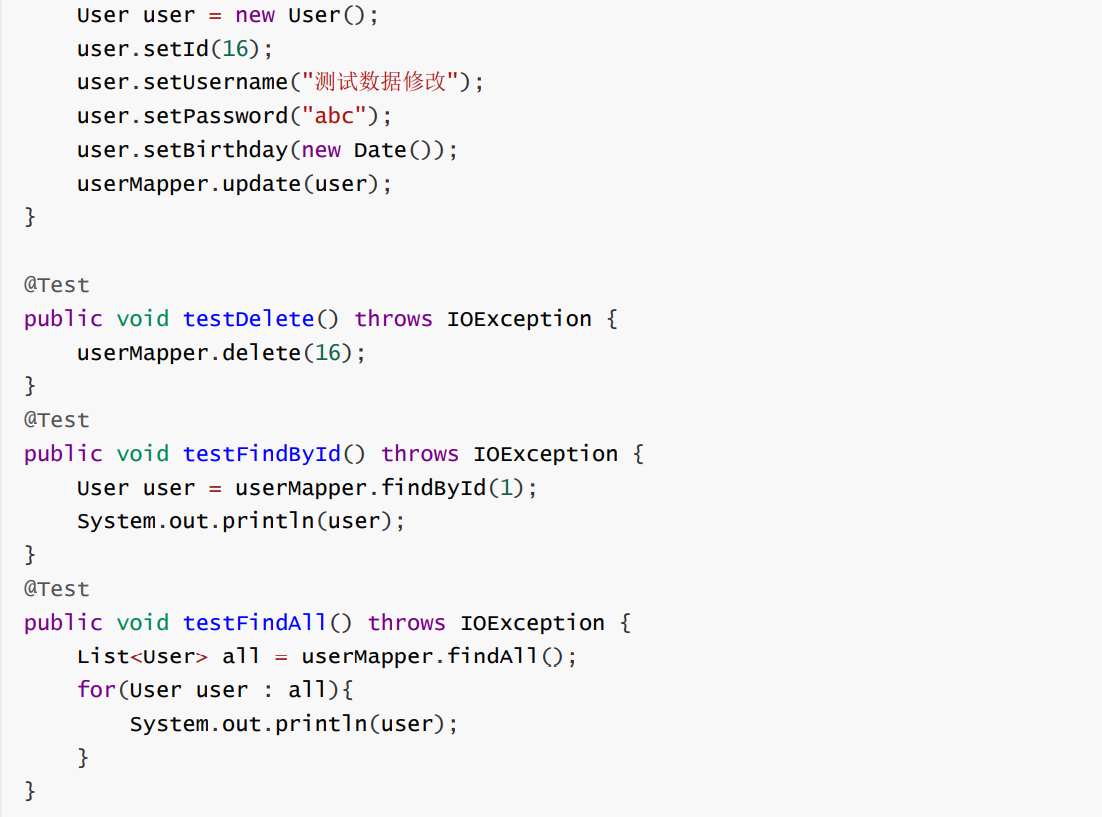 User user = new User();
user.setId(16);
user.setUsername("测试数据修改");
user.setPassword("abc");
user.setBirthday(new Date());
userMapper.update(user);
}
@Test
public void testDelete() throws IOException {
userMapper.delete(16);
}
@Test
public void testFindById() throws IOException {
User user = userMapper.findById(1);
System.out.println(user);
}
@Test
public void testFindAll() throws IOException {
List<User> all = userMapper.findAll();
for(User user : all){
System.out.println(user);
}
}